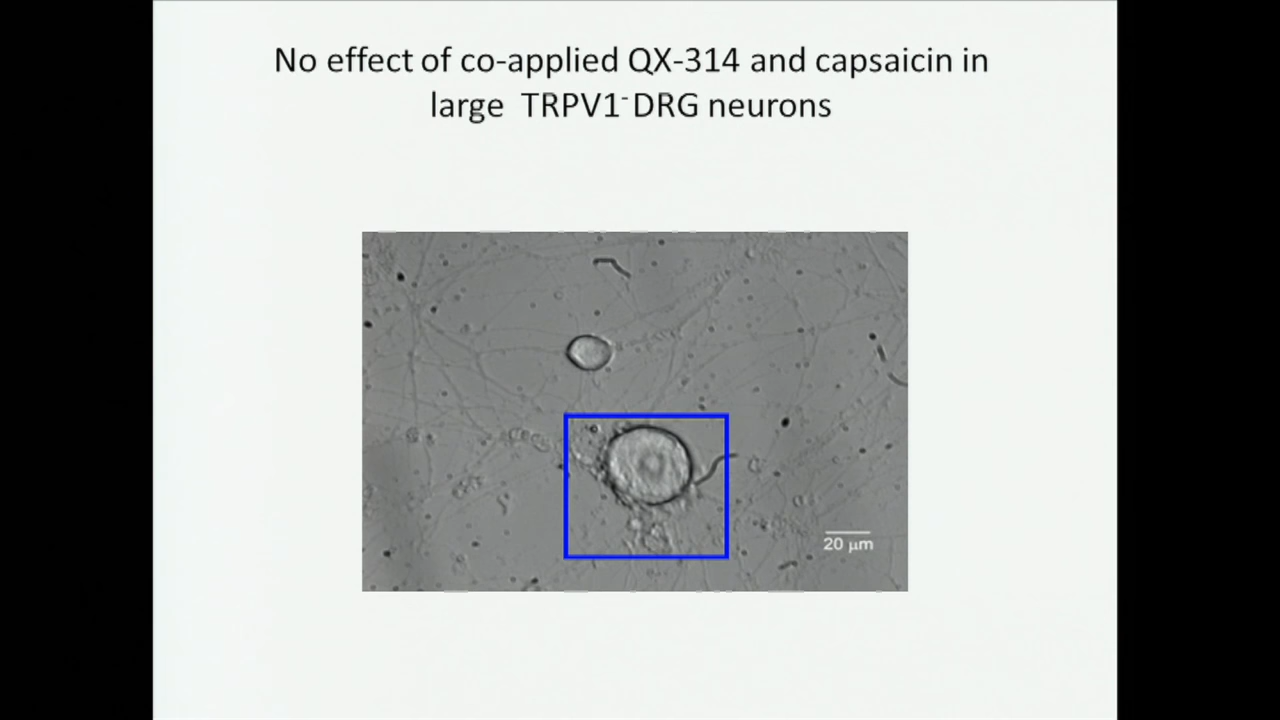 No effect of co-applied QX-314 and capsaicin in
large TRPV1⁻ DRG neurons
20 μm